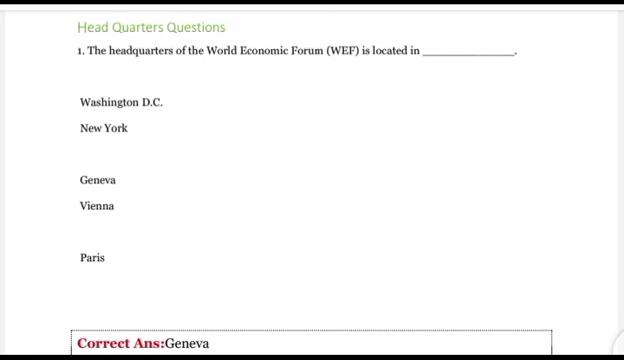 Head Quarters Questions
1. The headquarters of the World Economic Forum (WEF) is located in _______________.
Washington D.C.
New York
Geneva
Vienna
Paris
Correct Ans:Geneva